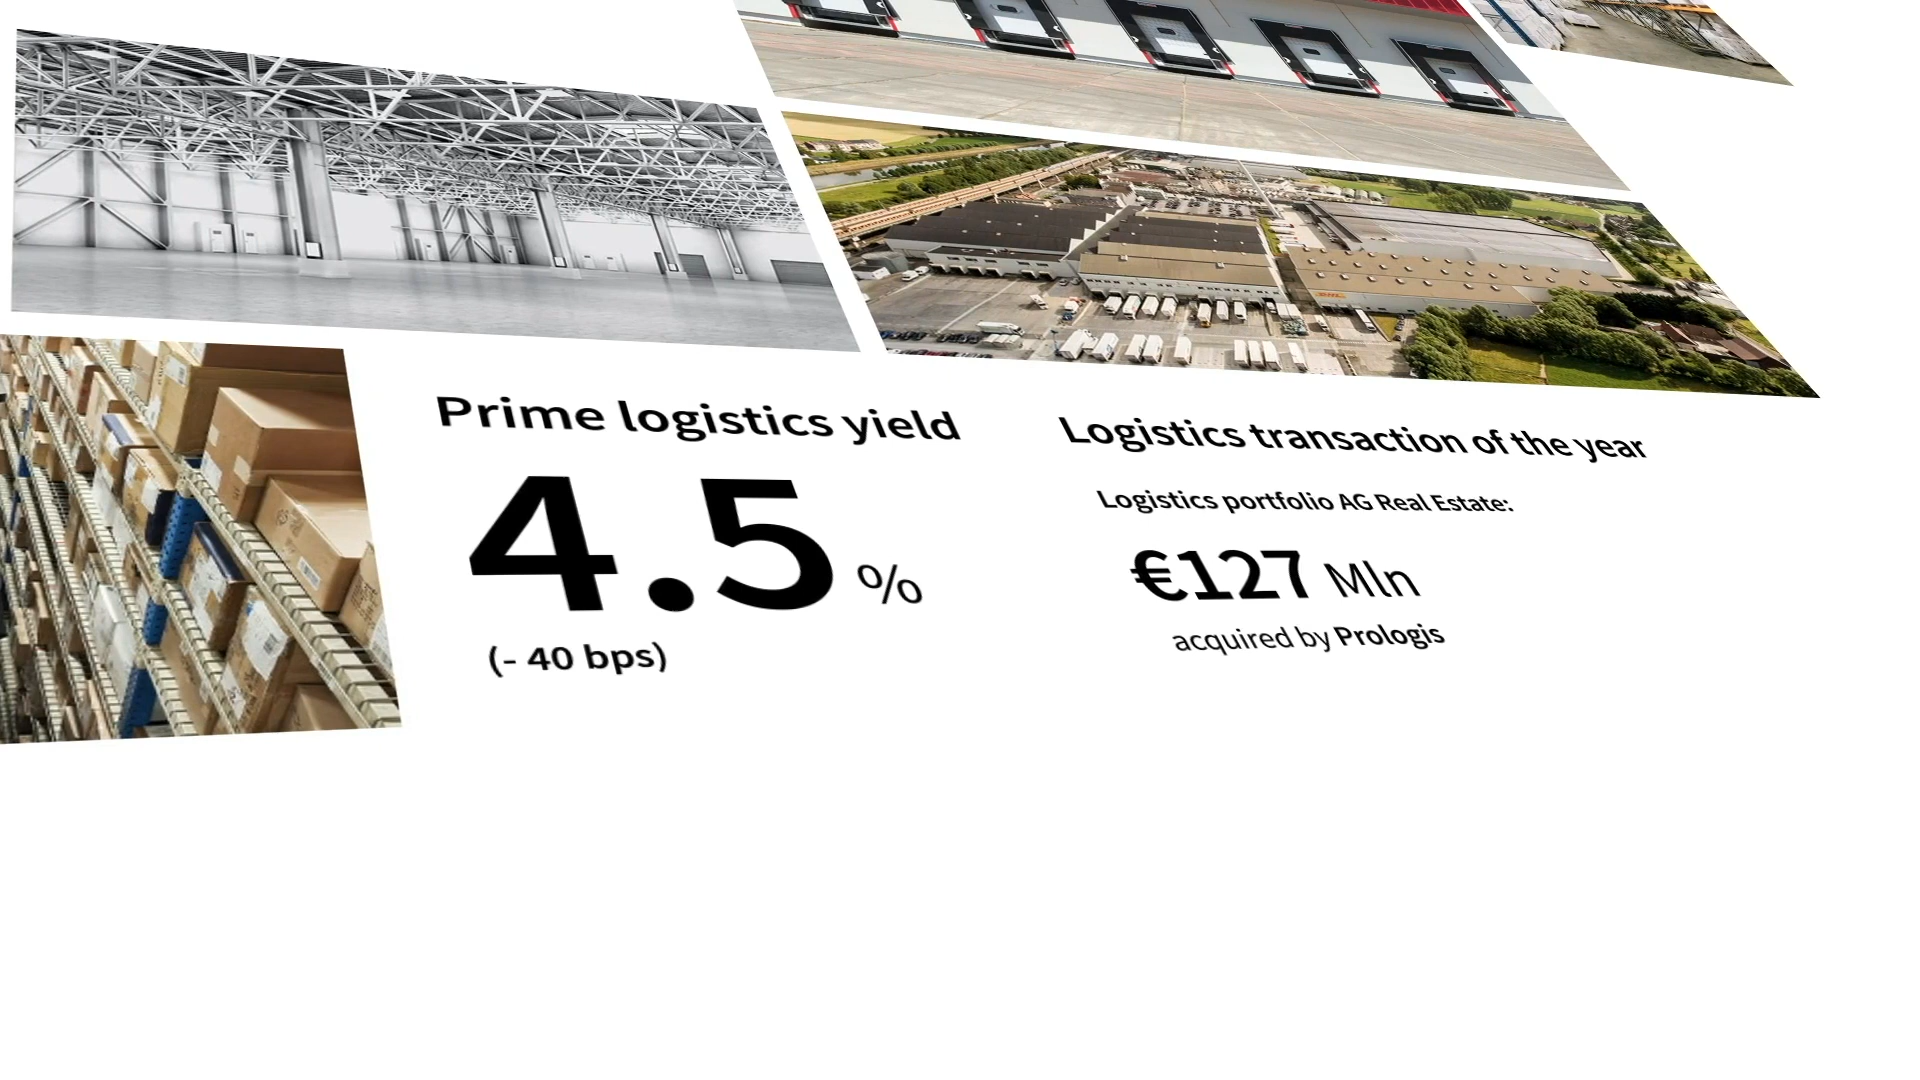 Prime logistics yield
4.5 %
(- 40 bps)
Logistics transaction of the year
Logistics portfolio AG Real Estate:
€127 Mln
acquired by Prologis